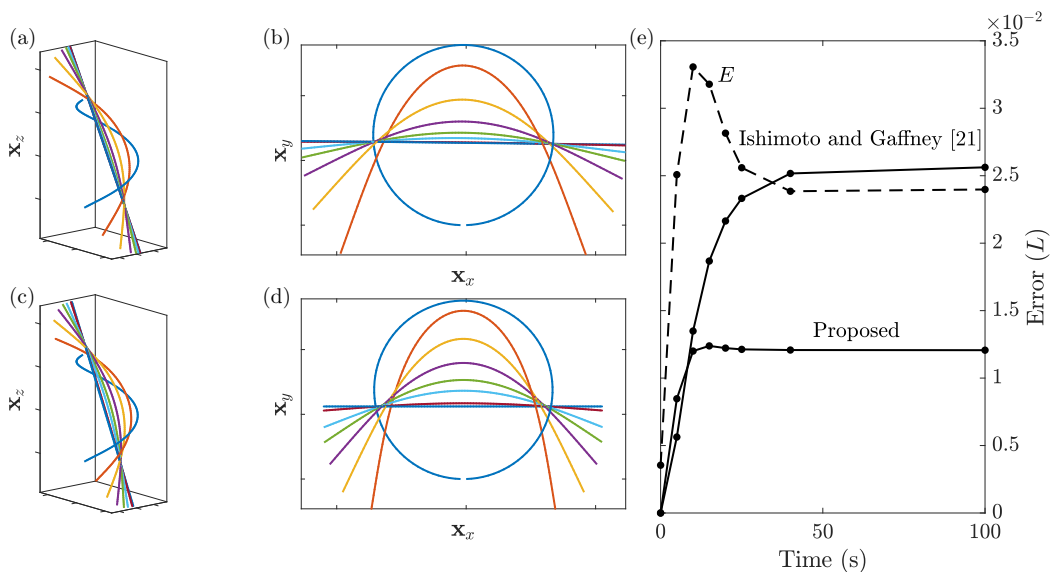 (a)
x_z
(b)
x_y
x_x
(c)
x_z
(d)
x_y
x_x
(e)
×10⁻²
3.5
3
2.5
2
1.5
1
0.5
0
Error (L)
E
Ishimoto and Gaffney [21]
Proposed
0 50 100
Time (s)